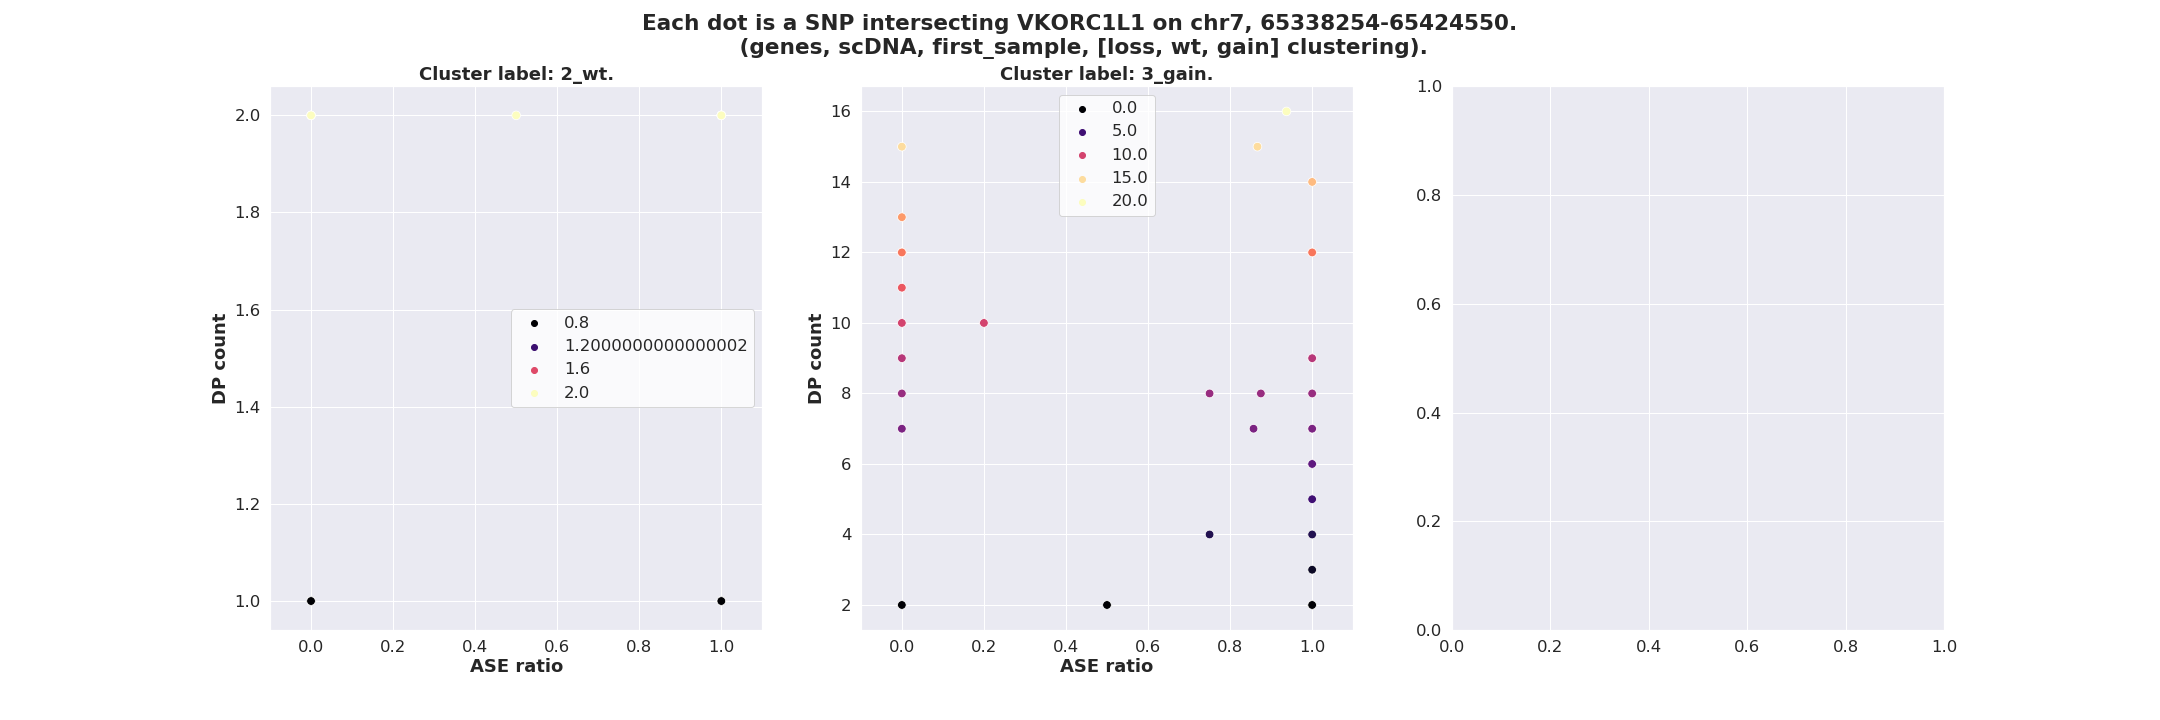 Each dot is a SNP intersecting VKORC1L1 on chr7, 65338254-65424550.
(genes, scDNA, first_sample, [loss, wt, gain] clustering).
Cluster label: 2_wt.
2.0
1.8
1.6
1.4
1.2
1.0
DP count
0.8
1.2000000000000002
1.6
2.0
0.0 0.2 0.4 0.6 0.8 1.0
ASE ratio
Cluster label: 3_gain.
16
14
12
10
8
6
4
2
DP count
0.0
5.0
10.0
15.0
20.0
0.0 0.2 0.4 0.6 0.8 1.0
ASE ratio
1.0
0.8
0.6
0.4
0.2
0.0
0.0 0.2 0.4 0.6 0.8 1.0